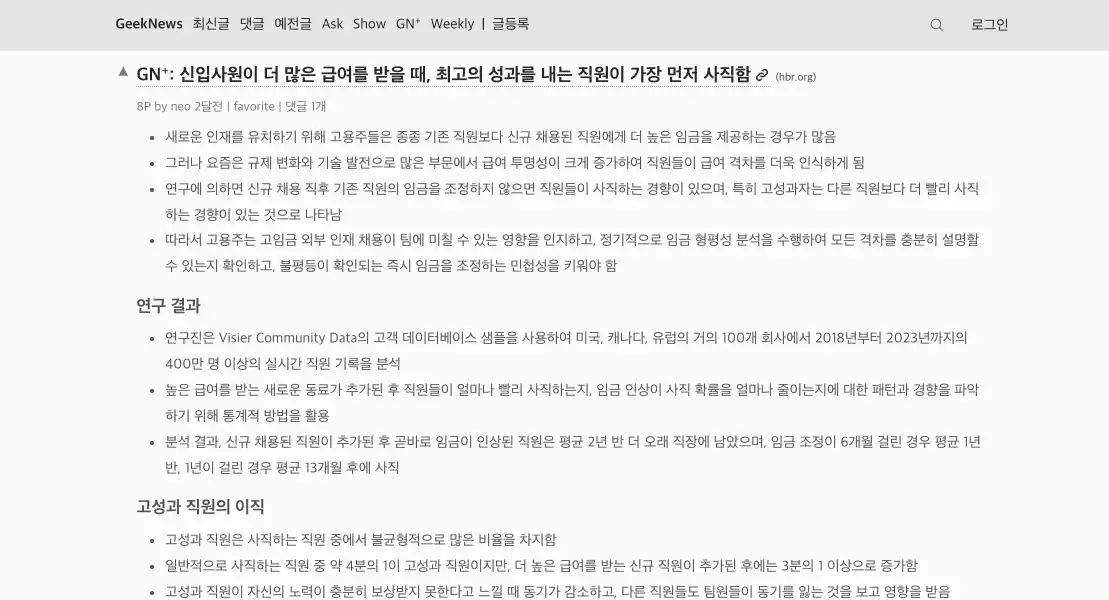 GeekNews 최신글 댓글 예전글 Ask Show GN⁺ Weekly | 글등록 로그인
▲ GN⁺: 신입사원이 더 많은 급여를 받을 때, 최고의 성과를 내는 직원이 가장 먼저 사직함 (hbr.org)
8P by neo 2달전 | favorite | 댓글 1개
• 새로운 인재를 유치하기 위해 고용주들은 종종 기존 직원보다 신규 채용된 직원에게 더 높은 임금을 제공하는 경우가 많음
• 그러나 요즘은 규제 변화와 기술 발전으로 많은 부문에서 급여 투명성이 크게 증가하여 직원들이 급여 격차를 더욱 인식하게 됨
• 연구에 의하면 신규 채용 직후 기존 직원의 임금을 조정하지 않으면 직원들이 사직하는 경향이 있으며, 특히 고성과자는 다른 직원보다 더 빨리 사직
하는 경향이 있는 것으로 나타남
• 따라서 고용주는 고임금 외부 인재 채용이 팀에 미칠 수 있는 영향을 인지하고, 정기적으로 임금 형평성 분석을 수행하여 모든 격차를 충분히 설명할
수 있는지 확인하고, 불평등이 확인되는 즉시 임금을 조정하는 민첩성을 키워야 함
연구 결과
• 연구진은 Visier Community Data의 고객 데이터베이스 샘플을 사용하여 미국, 캐나다, 유럽의 거의 100개 회사에서 2018년부터 2023년까지의
400만 명 이상의 실시간 직원 기록을 분석
• 높은 급여를 받는 새로운 동료가 추가된 후 직원들이 얼마나 빨리 사직하는지, 임금 인상이 사직 확률을 얼마나 줄이는지에 대한 패턴과 경향을 파악
하기 위해 통계적 방법을 활용
• 분석 결과, 신규 채용된 직원이 추가된 후 곧바로 임금이 인상된 직원은 평균 2년 반 더 오래 직장에 남았으며, 임금 조정이 6개월 걸린 경우 평균 1년
반, 1년이 걸린 경우 평균 13개월 후에 사직
고성과 직원의 이직
• 고성과 직원은 사직하는 직원 중에서 불균형적으로 많은 비율을 차지함
• 일반적으로 사직하는 직원 중 약 4분의 1이 고성과 직원이지만, 더 높은 급여를 받는 신규 직원이 추가된 후에는 3분의 1 이상으로 증가함
• 고성과 직원이 자신의 노력이 충분히 보상받지 못한다고 느낄 때 동기가 감소하고, 다른 직원들도 팀원들이 동기를 잃는 것을 보고 영향을 받음